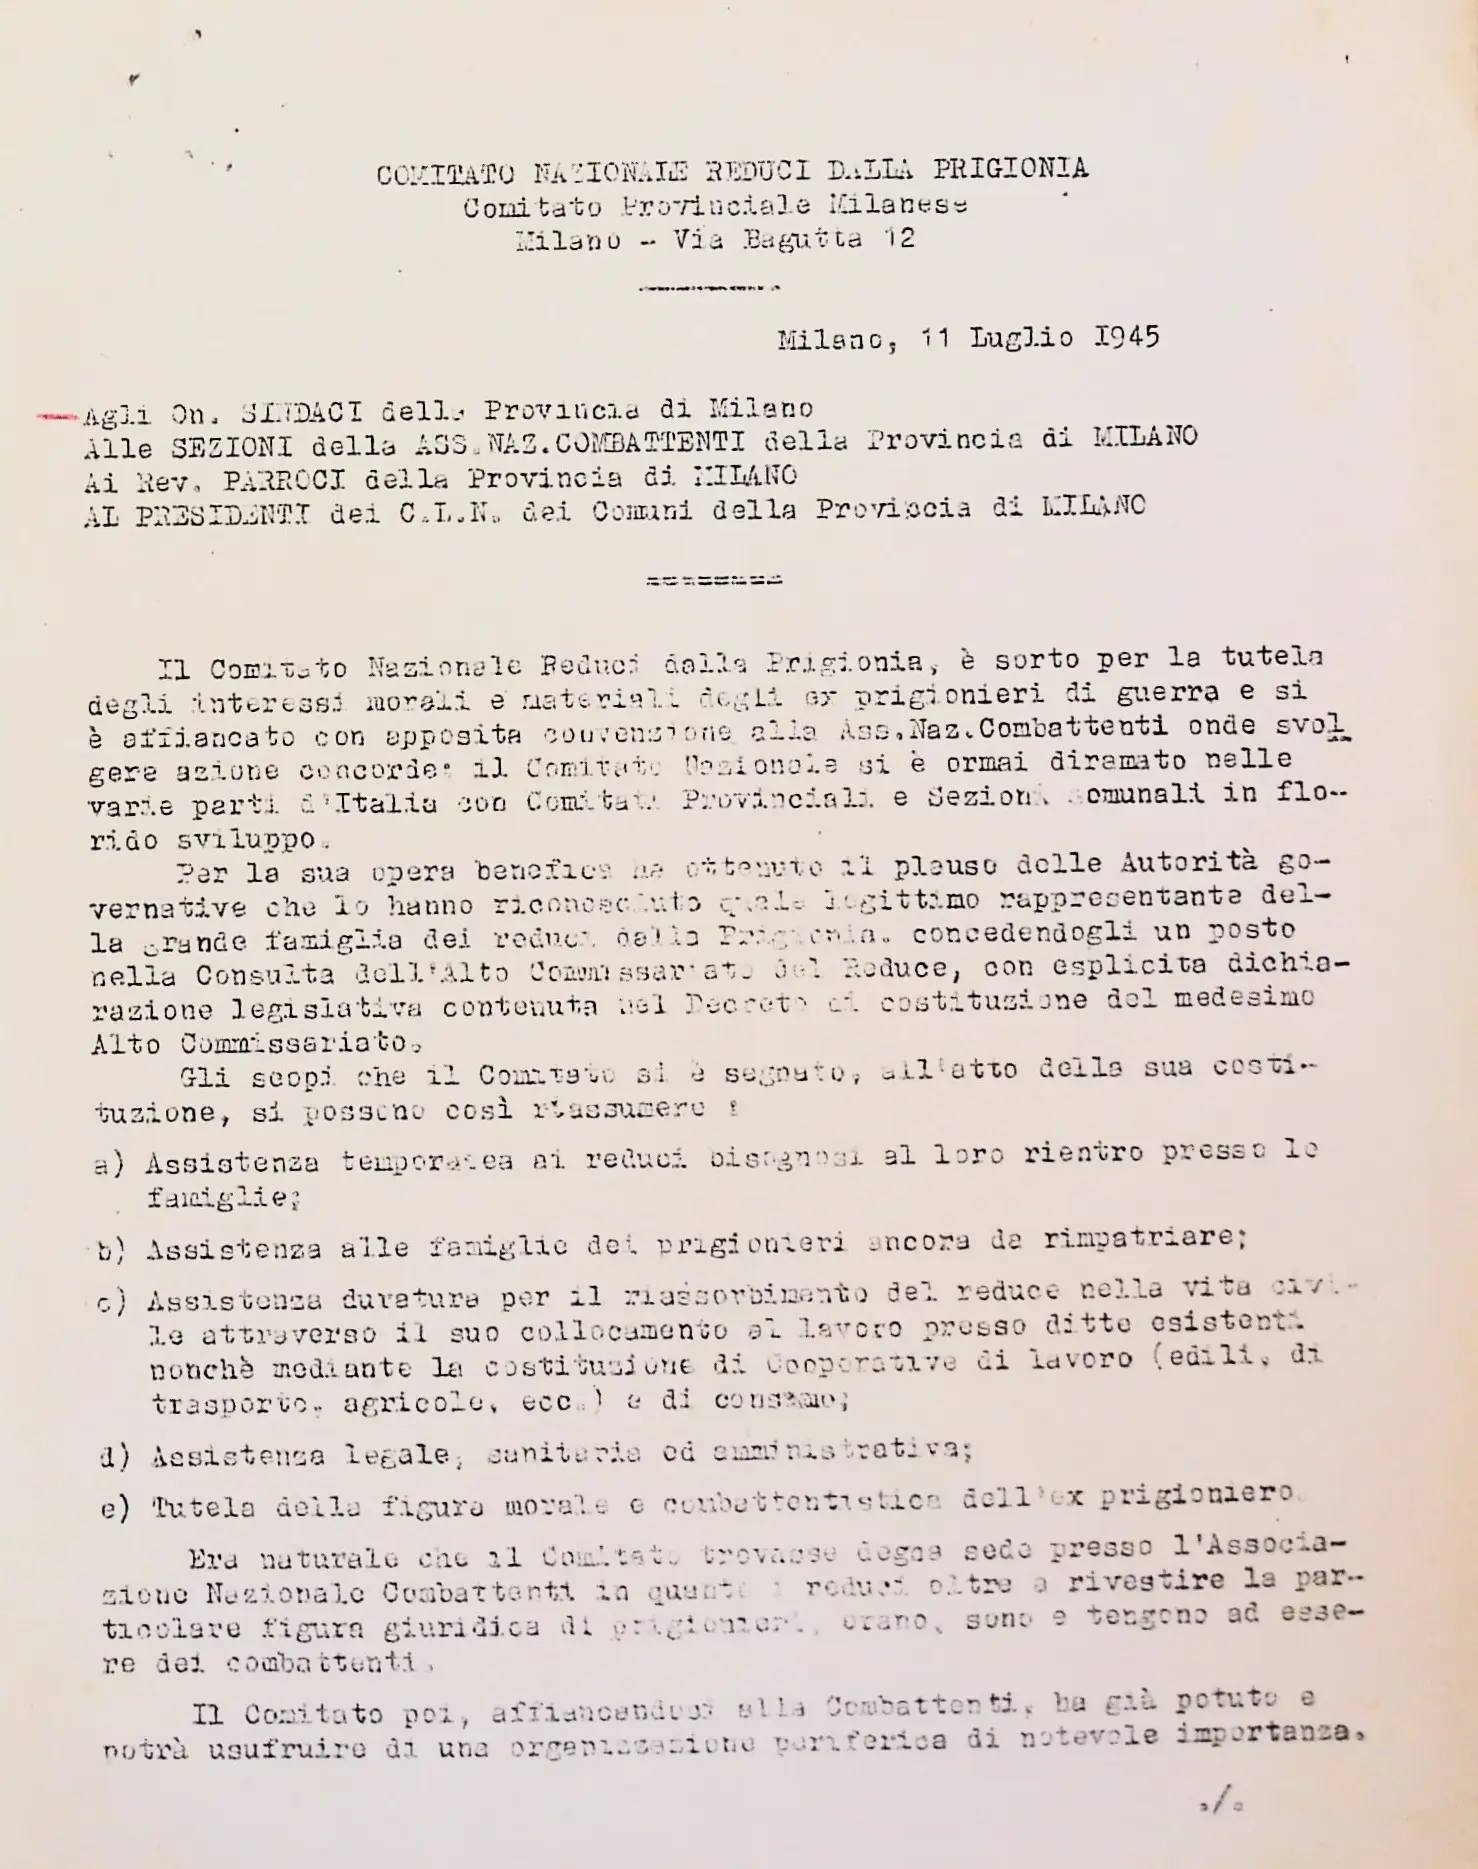 COMITATO NAZIONALE REDUCI DALLA PRIGIONIA
Comitato Provinciale Milanese
Milano - Via Bagutta 12
Milano, 11 Luglio 1945
Agli On. SINDACI della Provincia di Milano
Alle SEZIONI della ASS.NAZ.COMBATTENTI della Provincia di MILANO
Ai Rev. PARROCI della Provincia di MILANO
AL PRESIDENTI dei C.L.N. dei Comuni della Provincia di MILANO
========
Il Comitato Nazionale Reduci dalla Prigionia, è sorto per la tutela
degli interessi morali e materiali degli ex prigionieri di guerra e si
è affiancato con apposita convenzione alla Ass.Naz.Combattenti onde svol
gere azione concorde: il Comitato Nazionale si è ormai diramato nelle
varie parti d'Italia con Comitati Provinciali e Sezioni Comunali in flo-
rido sviluppo.
Per la sua opera benefica ha ottenuto il plauso delle Autorità go-
vernative che lo hanno riconosciuto quale legittimo rappresentante del-
la grande famiglia dei reduci dalla Prigionia, concedendogli un posto
nella Consulta dell'Alto Commissariato del Reduce, con esplicita dichia-
razione legislativa contenuta nel Decreto di costituzione del medesimo
Alto Commissariato.
Gli scopi che il Comitato si è segnato, all'atto della sua costi-
tuzione, si possono così riassumere :
a) Assistenza temporanea ai reduci bisognosi al loro rientro presso le
famiglie;
b) Assistenza alle famiglie dei prigionieri ancora da rimpatriare;
c) Assistenza duratura per il riassorbimento del reduce nella vita civi-
le attraverso il suo collocamento al lavoro presso ditte esistenti
nonchè mediante la costituzione di Cooperative di lavoro (edili, di
trasporto, agricole, ecc.) e di consumo;
d) Assistenza legale, sanitaria ed amministrativa;
e) Tutela della figura morale e combattentistica dell'ex prigioniero.
Era naturale che il Comitato trovasse degna sede presso l'Associa-
zione Nazionale Combattenti in quanto i reduci oltre a rivestire la par-
ticolare figura giuridica di prigionieri, erano, sono e tengono ad esse-
re dei combattenti.
Il Comitato poi, affiancandosi alla Combattenti, ha già potuto e
potrà usufruire di una organizzazione periferica di notevole importanza.
./.